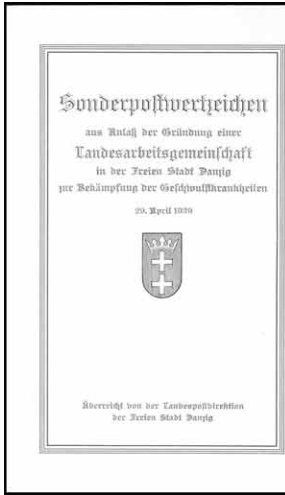 Sonderpostwertzeichen
aus Anlaß der Gründung einer
Landesarbeitsgemeinschaft
in der Freien Stadt Danzig
zur Bekämpfung der Geschwulstkrankheiten
29. April 1939
Überreicht von der Landespostdirektion
der Freien Stadt Danzig